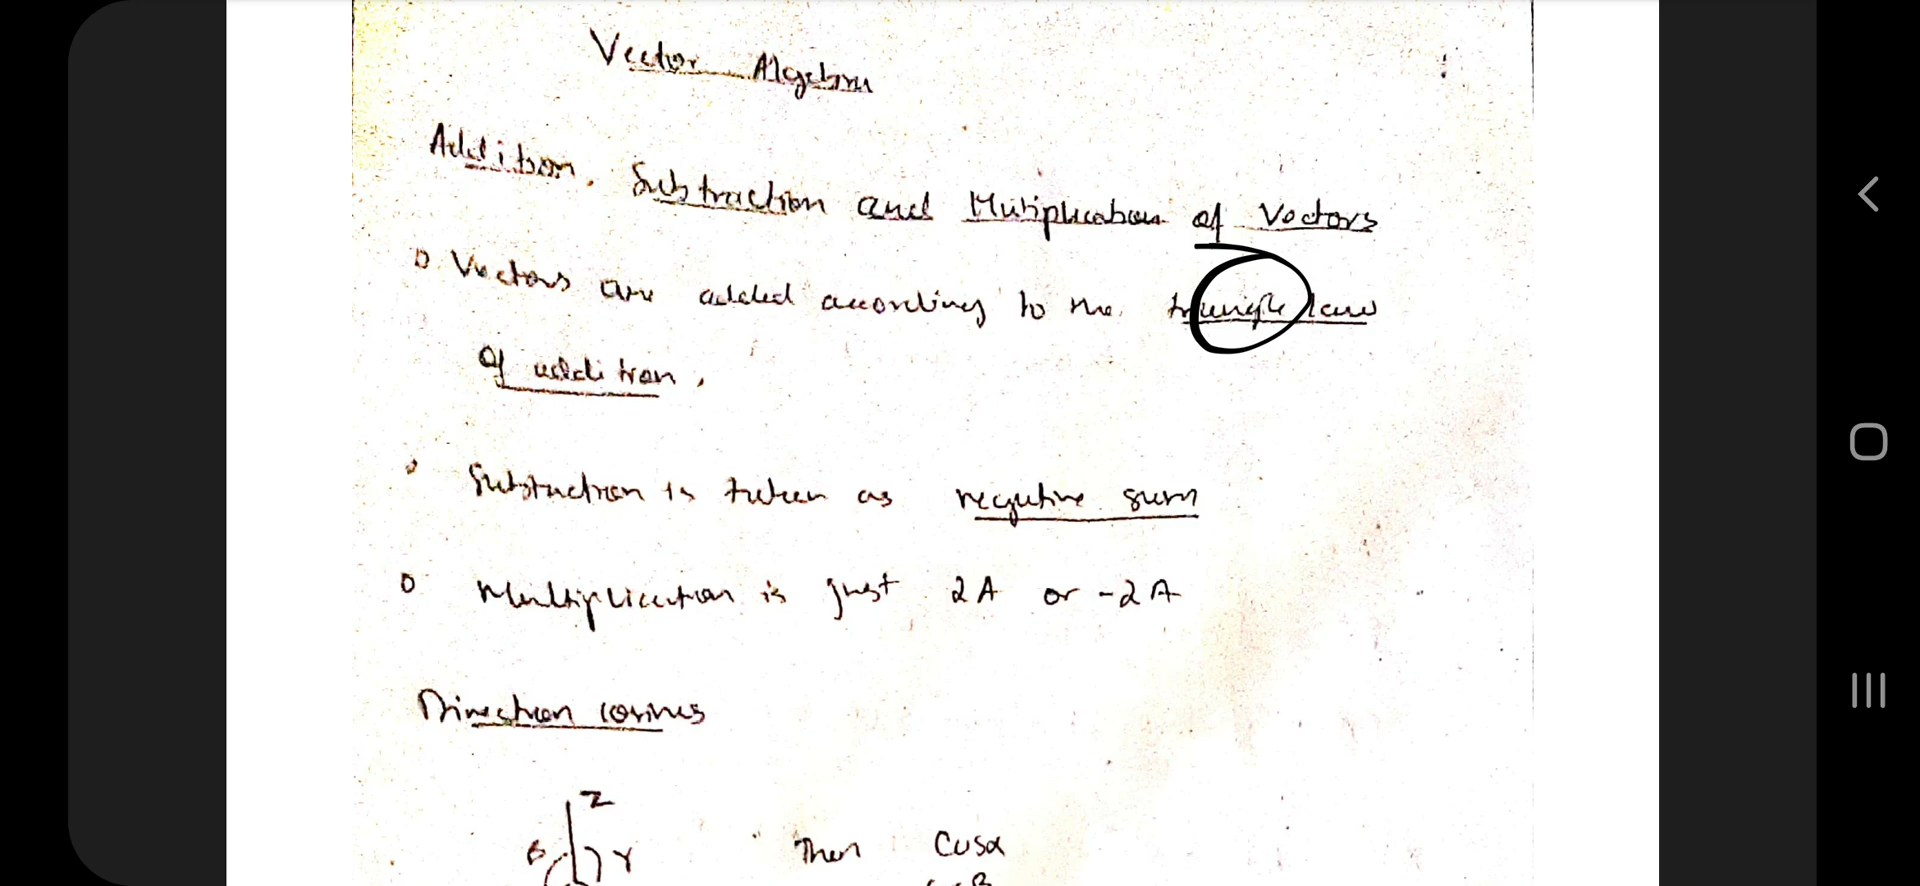 Vector Algebra
Addition, Subtraction and Mutiplication of Vectors
Vectors are added according to the triangle law
of addition,
Subtraction is taken as negative sum
Multiplication is just 2A or -2A
Direction cosines
Z
Then Cosα
β